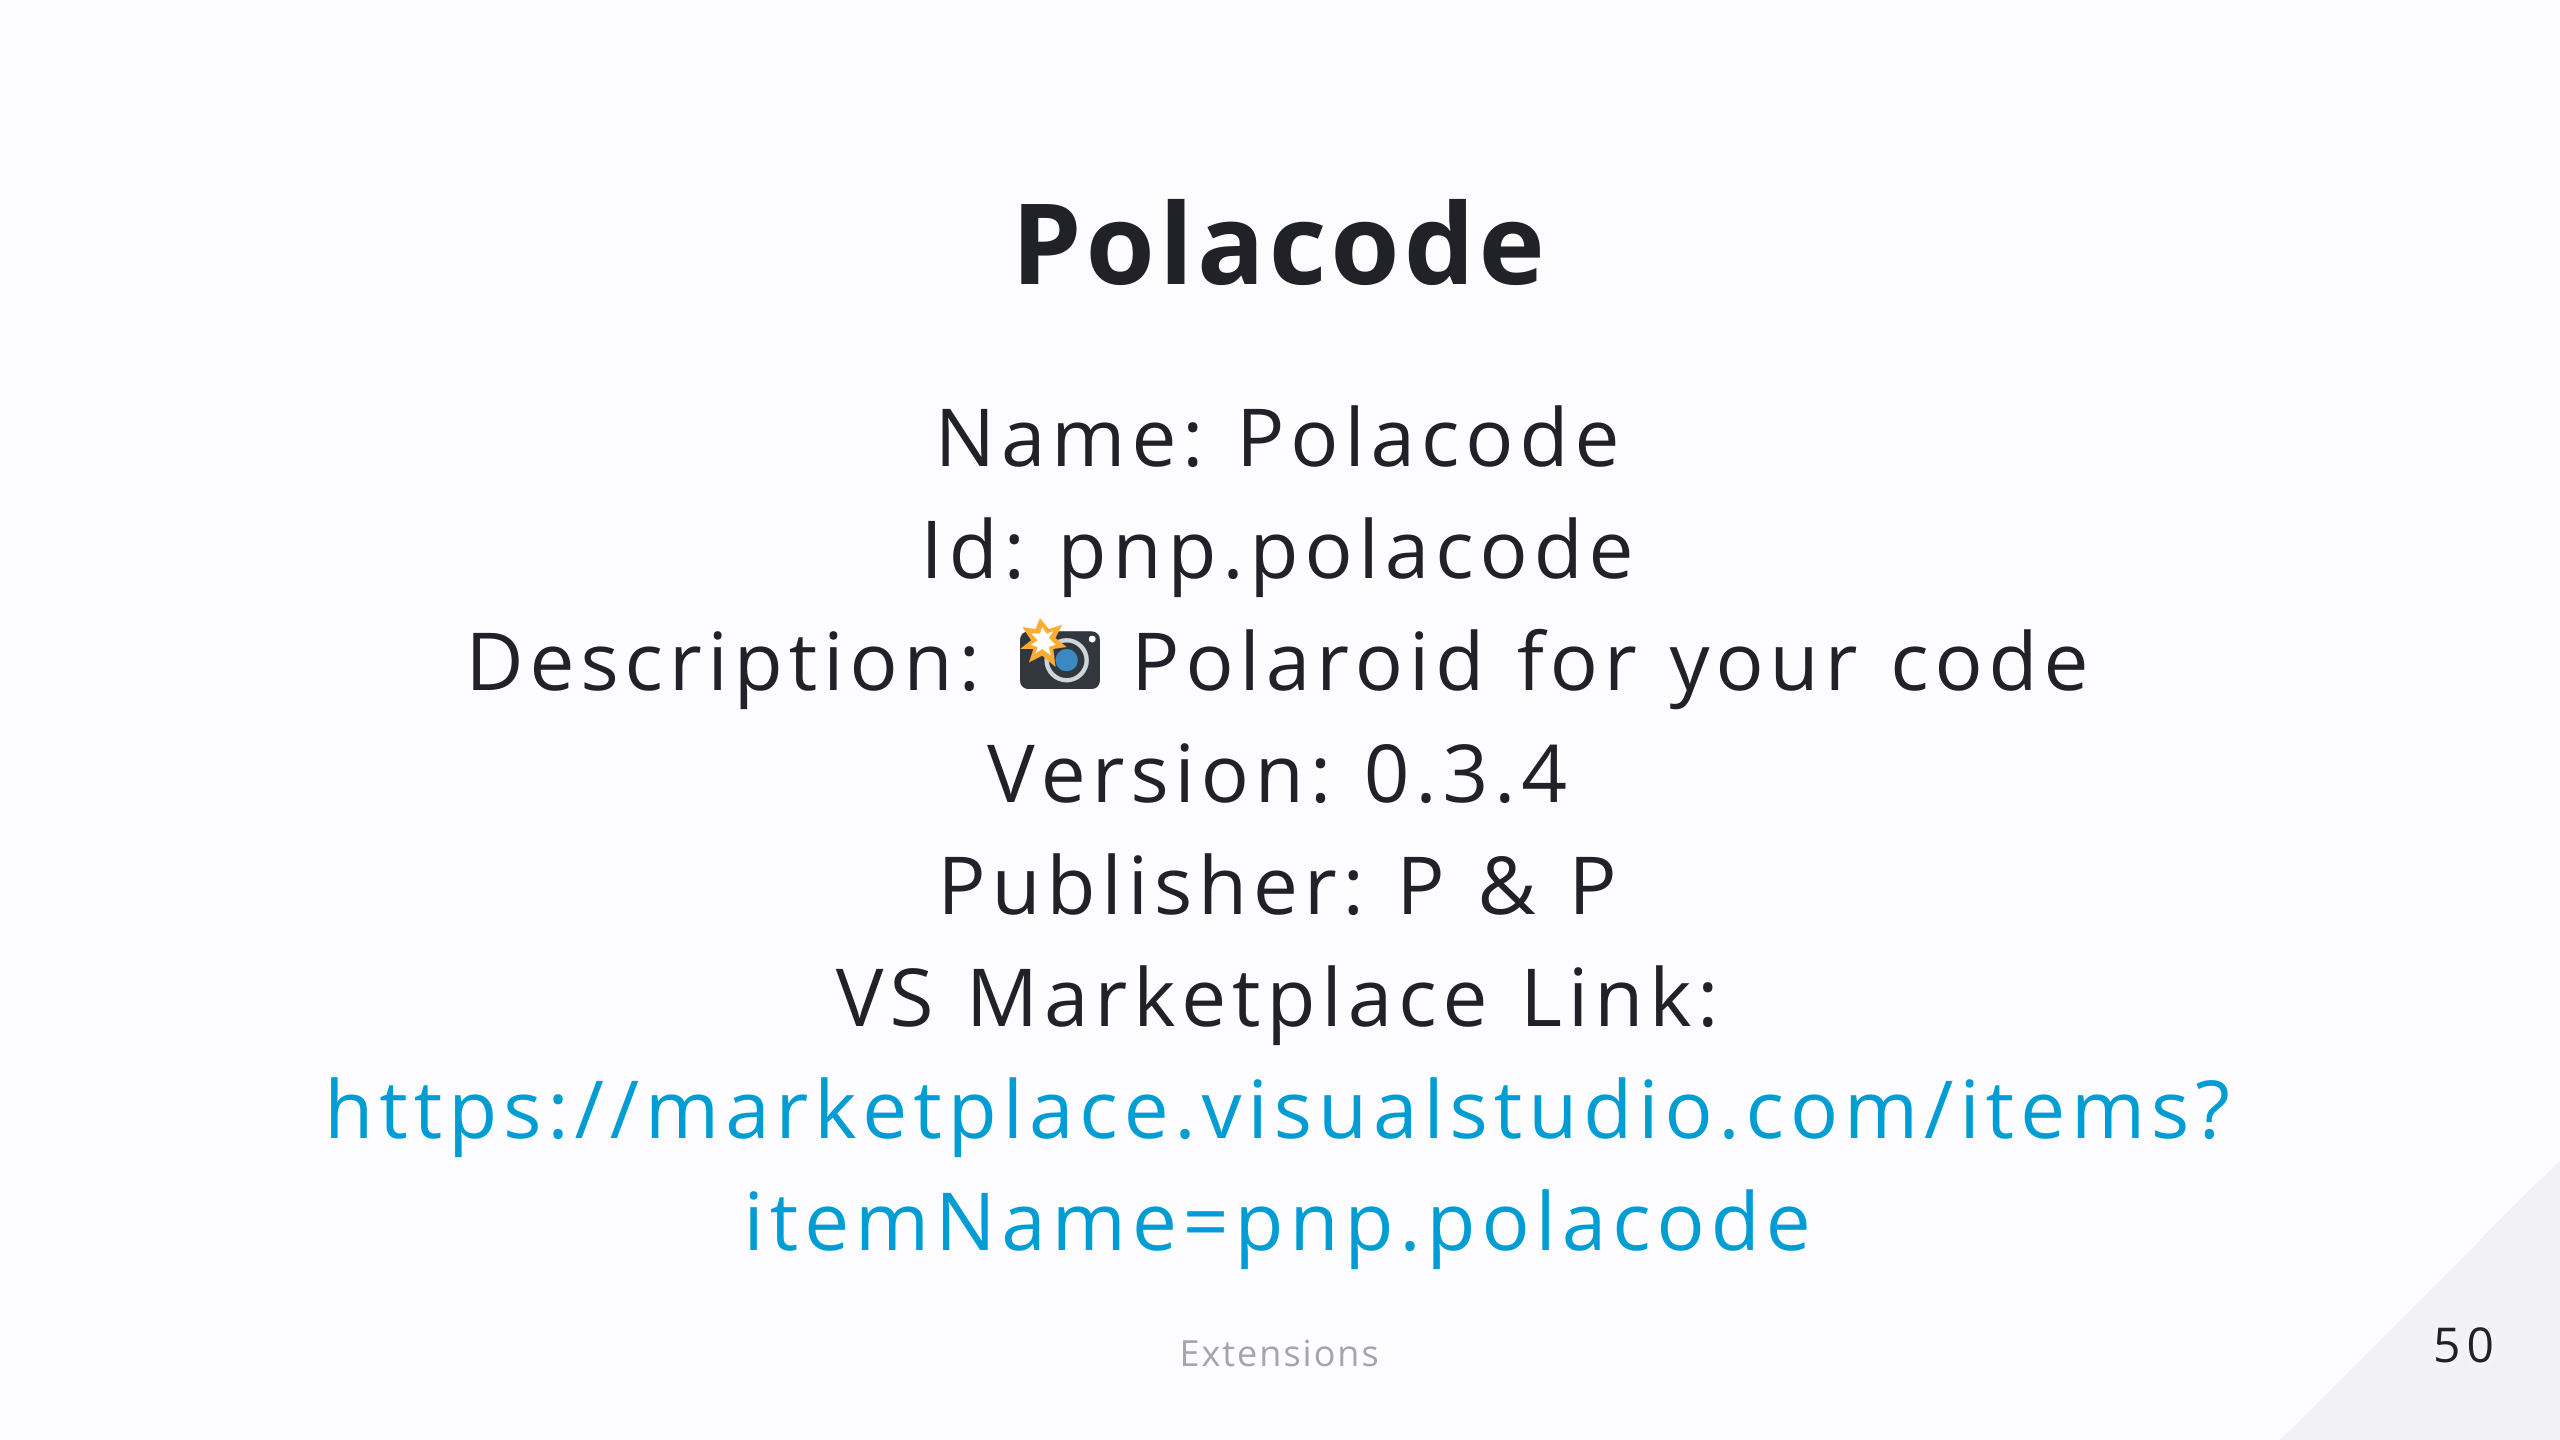 Polacode
Name: Polacode
Id: pnp.polacode
Description: 📸 Polaroid for your code
Version: 0.3.4
Publisher: P & P
VS Marketplace Link:
https://marketplace.visualstudio.com/items?
itemName=pnp.polacode
Extensions
50